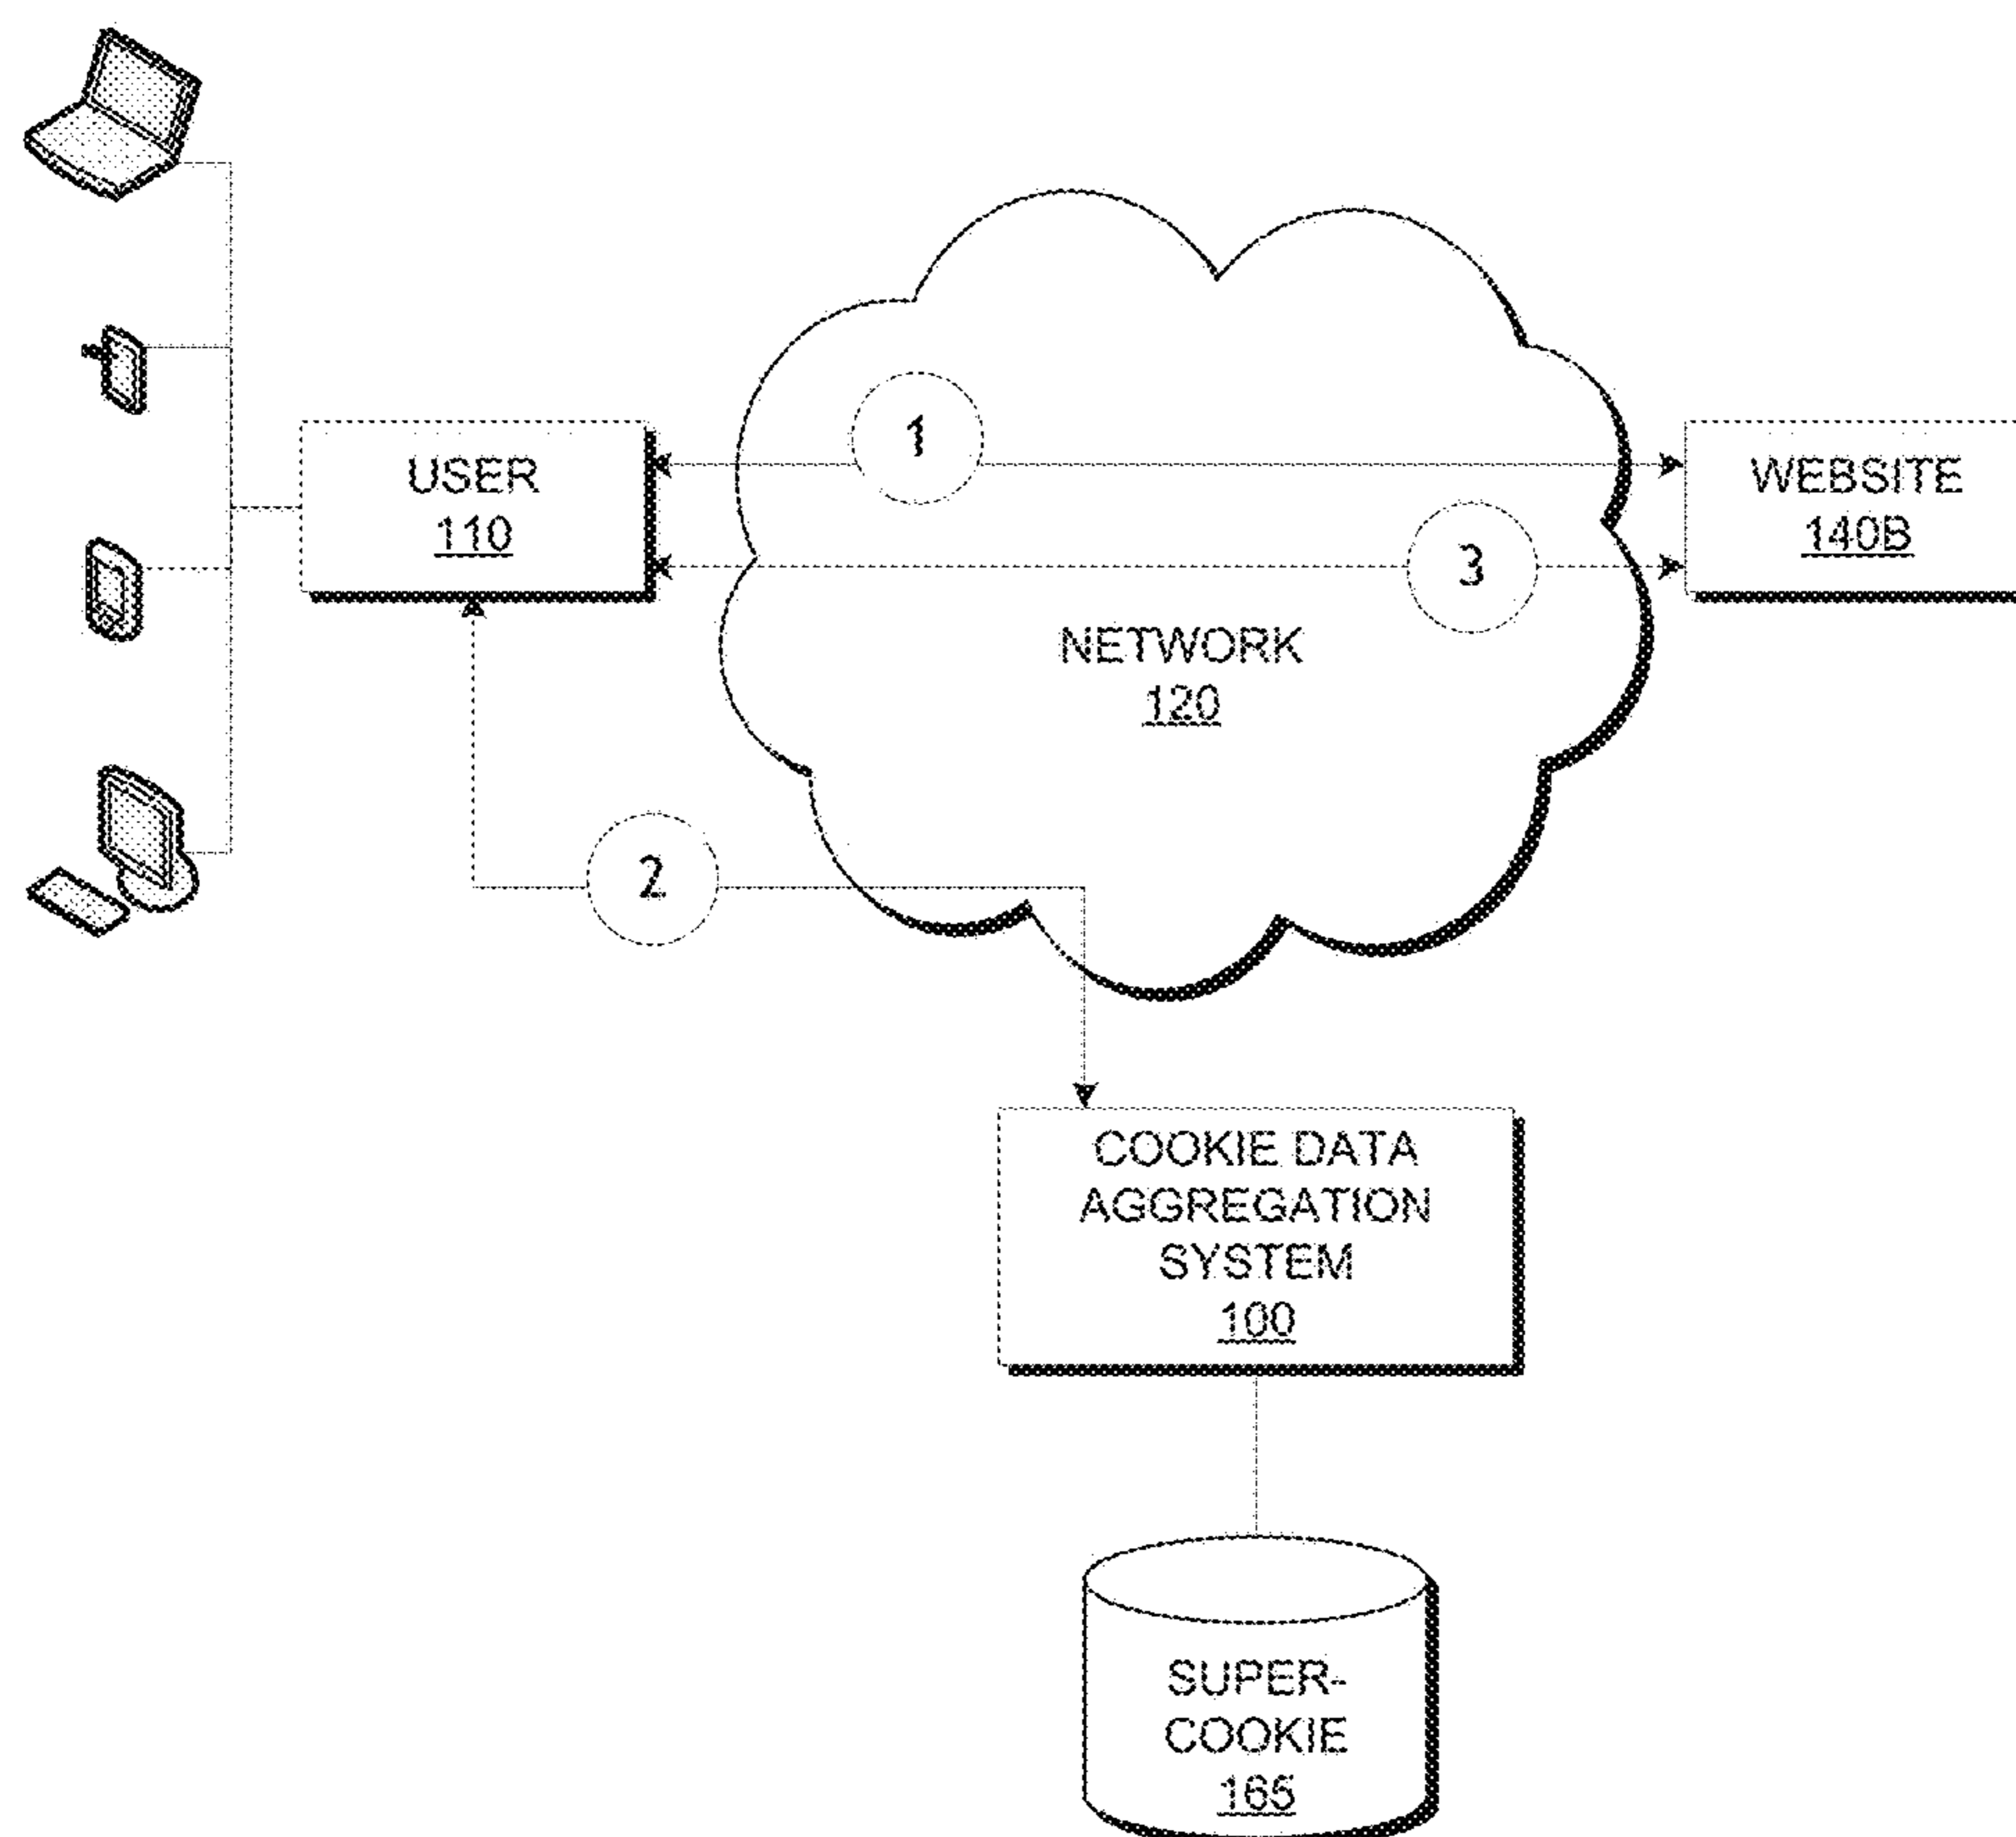 1
USER
110
WEBSITE
140B
3
NETWORK
120
2
COOKIE DATA
AGGREGATION
SYSTEM
100
SUPER-
COOKIE
165